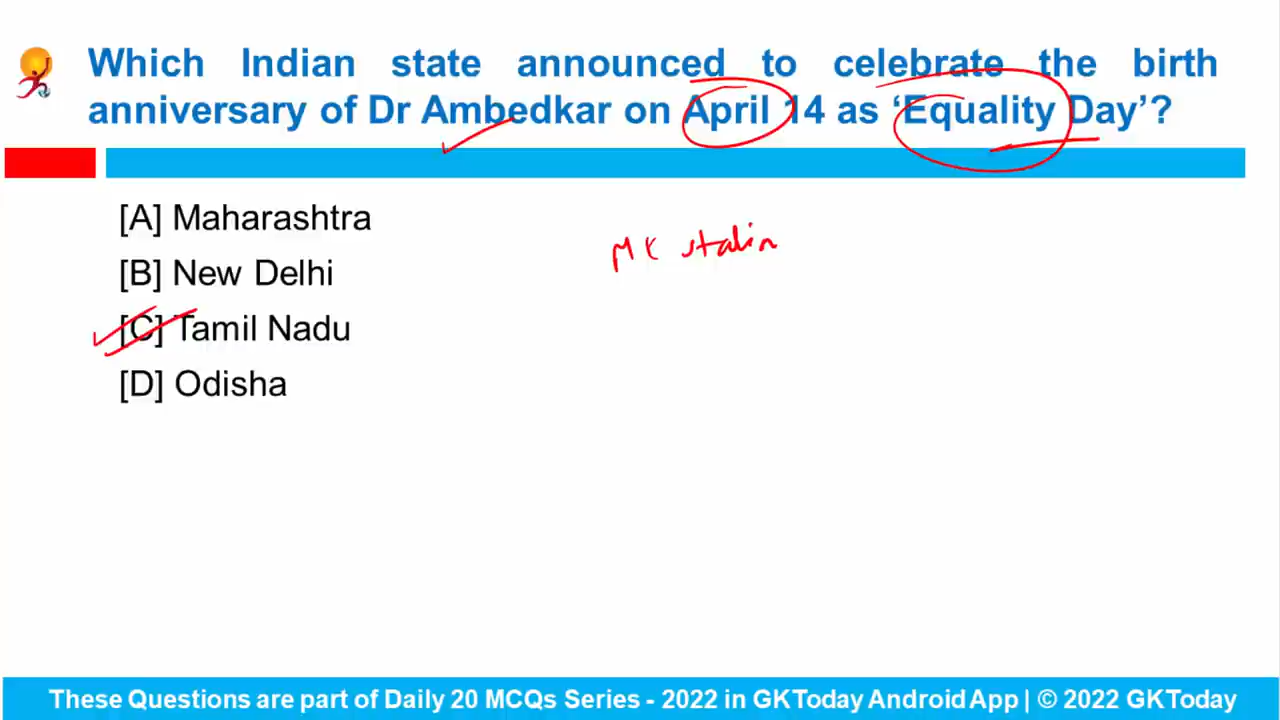 Which Indian state announced to celebrate the birth
anniversary of Dr Ambedkar on April 14 as ‘Equality Day’?
[A] Maharashtra
MK Stalin
[B] New Delhi
[C] Tamil Nadu
[D] Odisha
These Questions are part of Daily 20 MCQs Series - 2022 in GKToday Android App | © 2022 GKToday